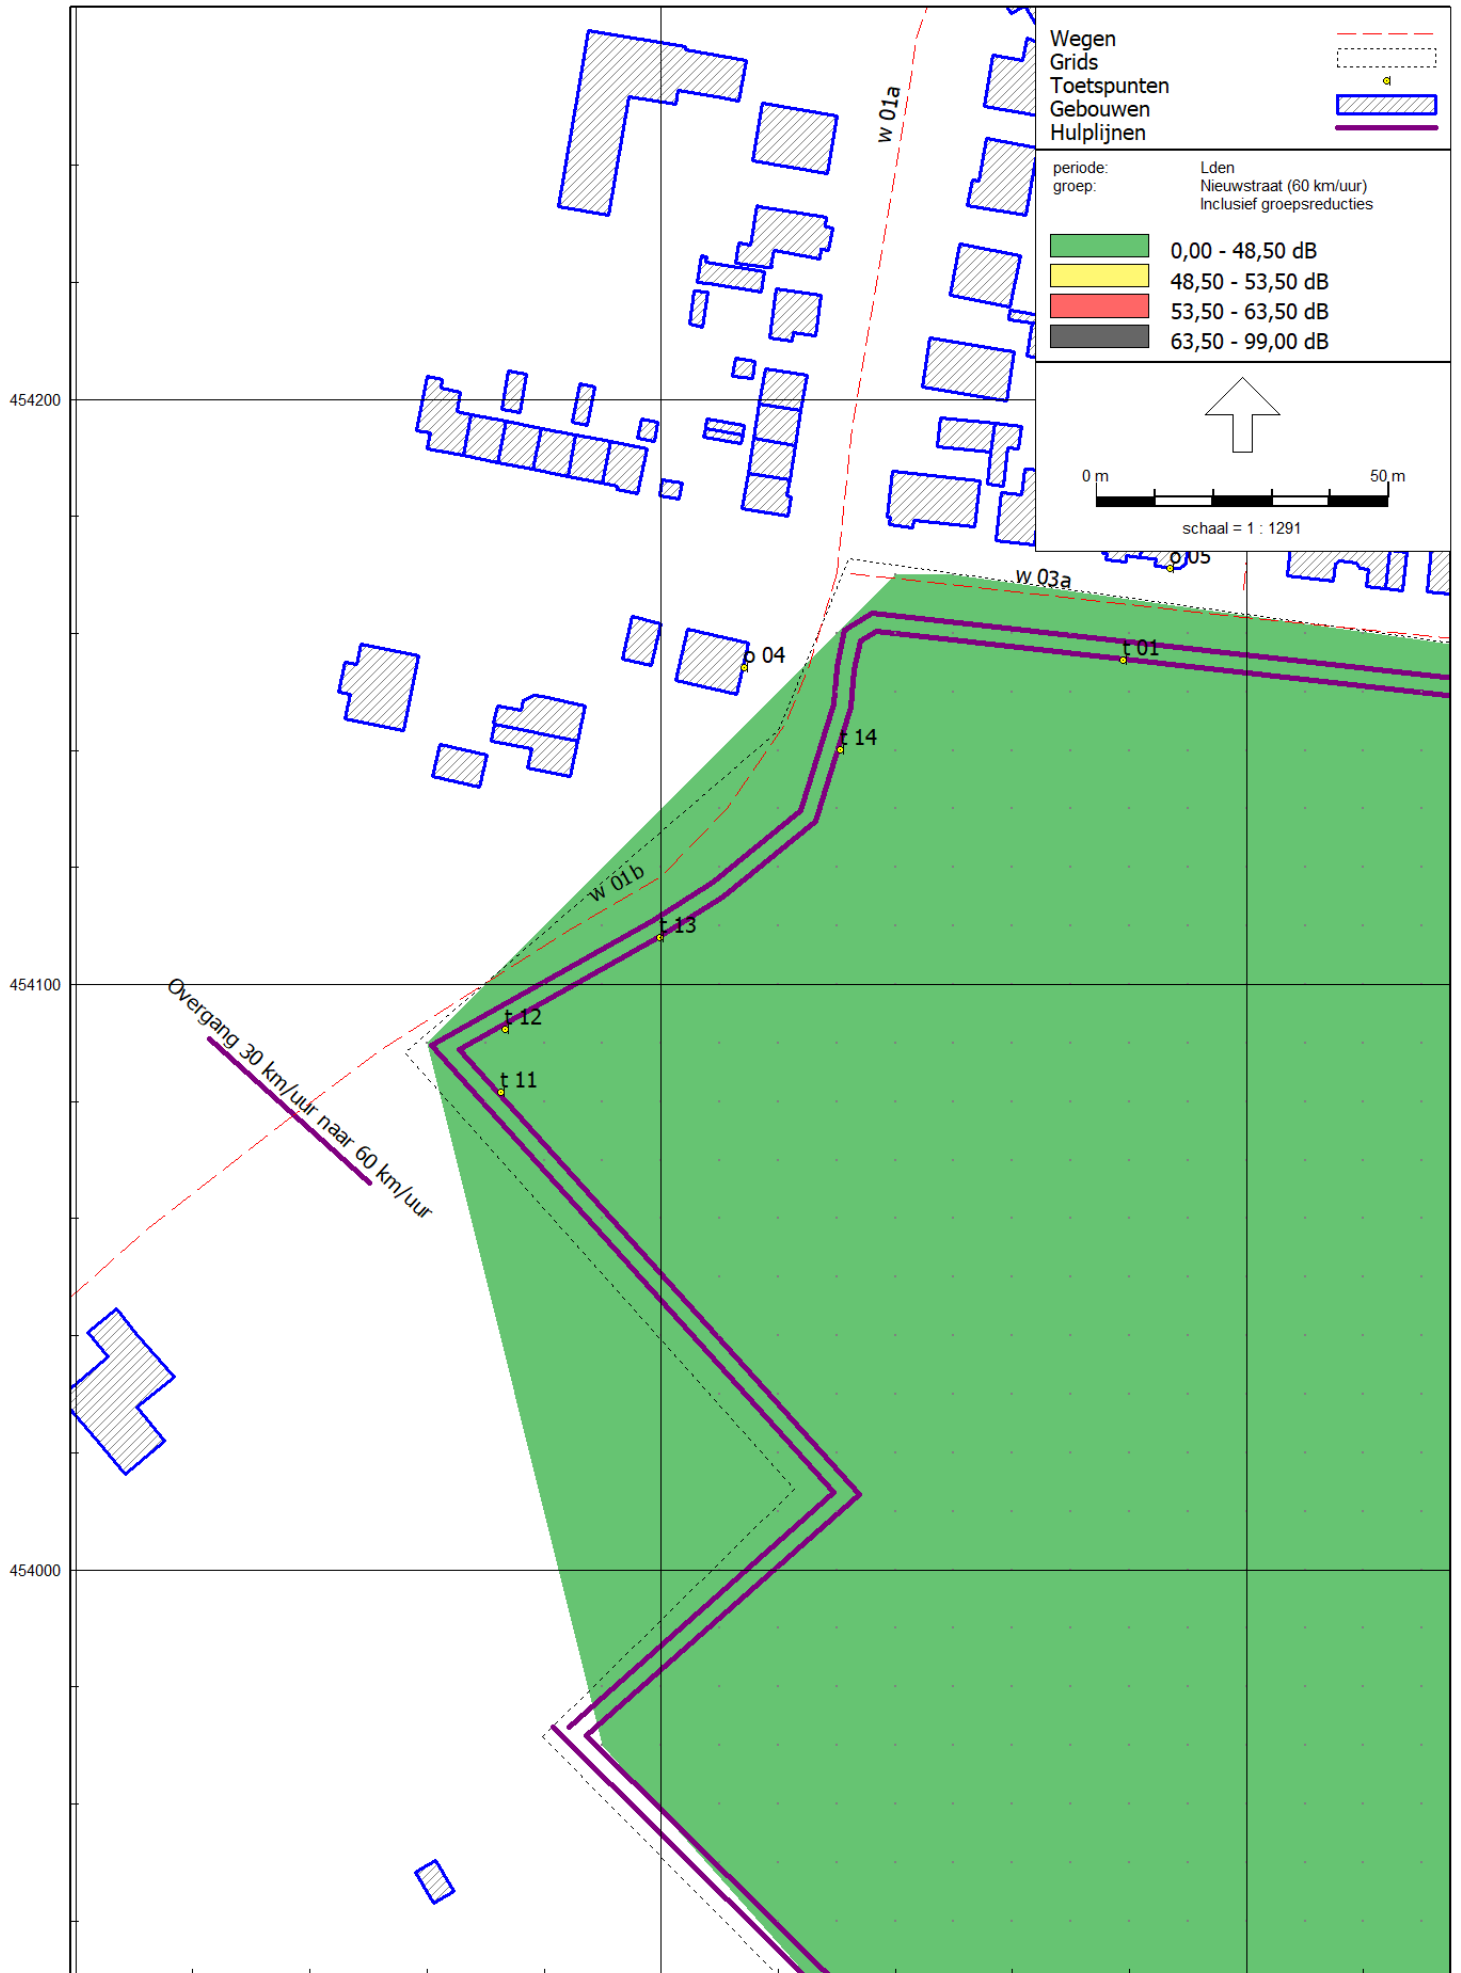 Wegen
Grids
Toetspunten
Gebouwen
Hulplijnen
periode: Lden
groep: Nieuwstraat (60 km/uur)
Inclusief groepsreducties
0,00 - 48,50 dB
48,50 - 53,50 dB
53,50 - 63,50 dB
63,50 - 99,00 dB
0 m 50 m
schaal = 1 : 1291
w 01a
454200
o 05
w 03a
t 01
o 04
t 14
w 01b
t 13
454100
t 12
t 11
Overgang 30 km/uur naar 60 km/uur
454000